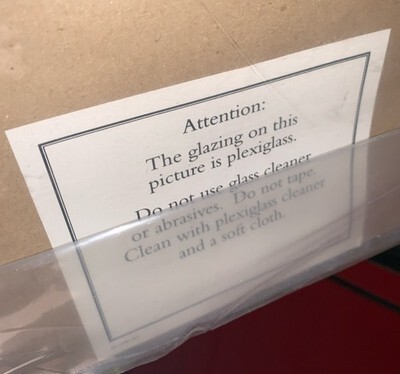 Attention:
The glazing on this
picture is plexiglass.
Do not use glass cleaner
or abrasives. Do not tape.
Clean with plexiglass cleaner
and a soft cloth.